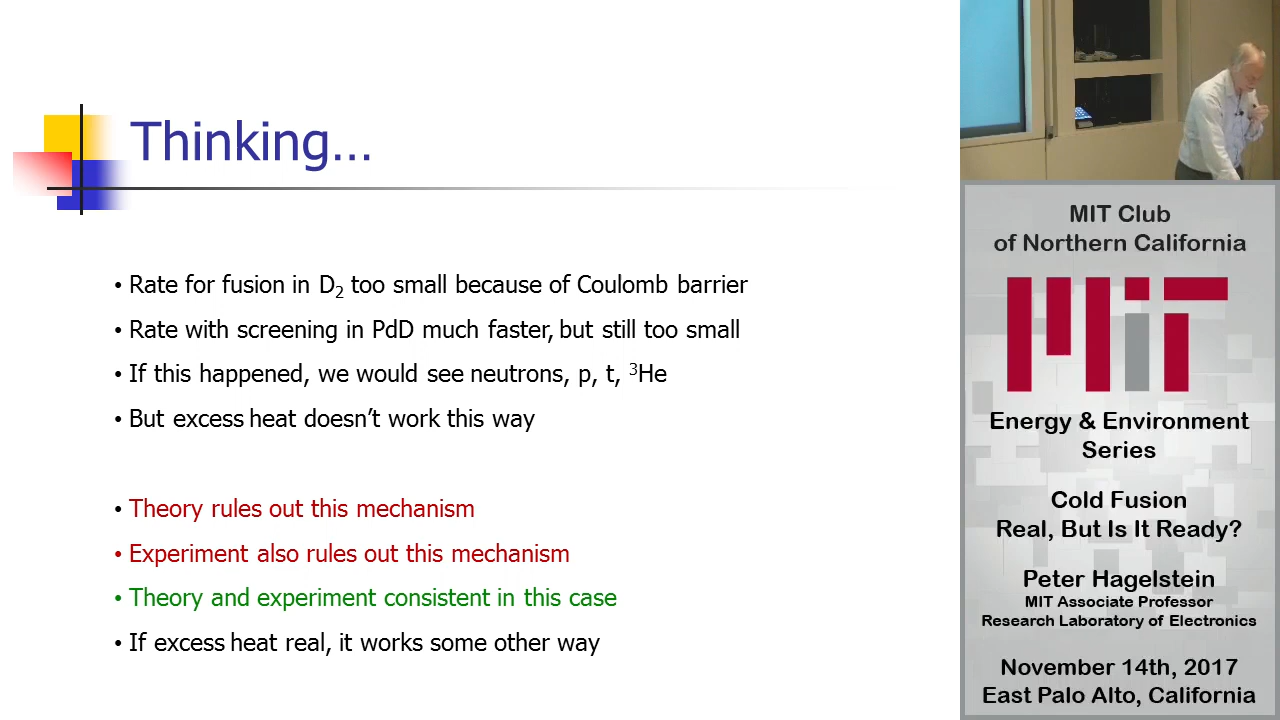 Thinking...
• Rate for fusion in D₂ too small because of Coulomb barrier
• Rate with screening in PdD much faster, but still too small
• If this happened, we would see neutrons, p, t, ³He
• But excess heat doesn't work this way
• Theory rules out this mechanism
• Experiment also rules out this mechanism
• Theory and experiment consistent in this case
• If excess heat real, it works some other way
MIT Club
of Northern California
MIT
Energy & Environment
Series
Cold Fusion
Real, But Is It Ready?
Peter Hagelstein
MIT Associate Professor
Research Laboratory of Electronics
November 14th, 2017
East Palo Alto, California